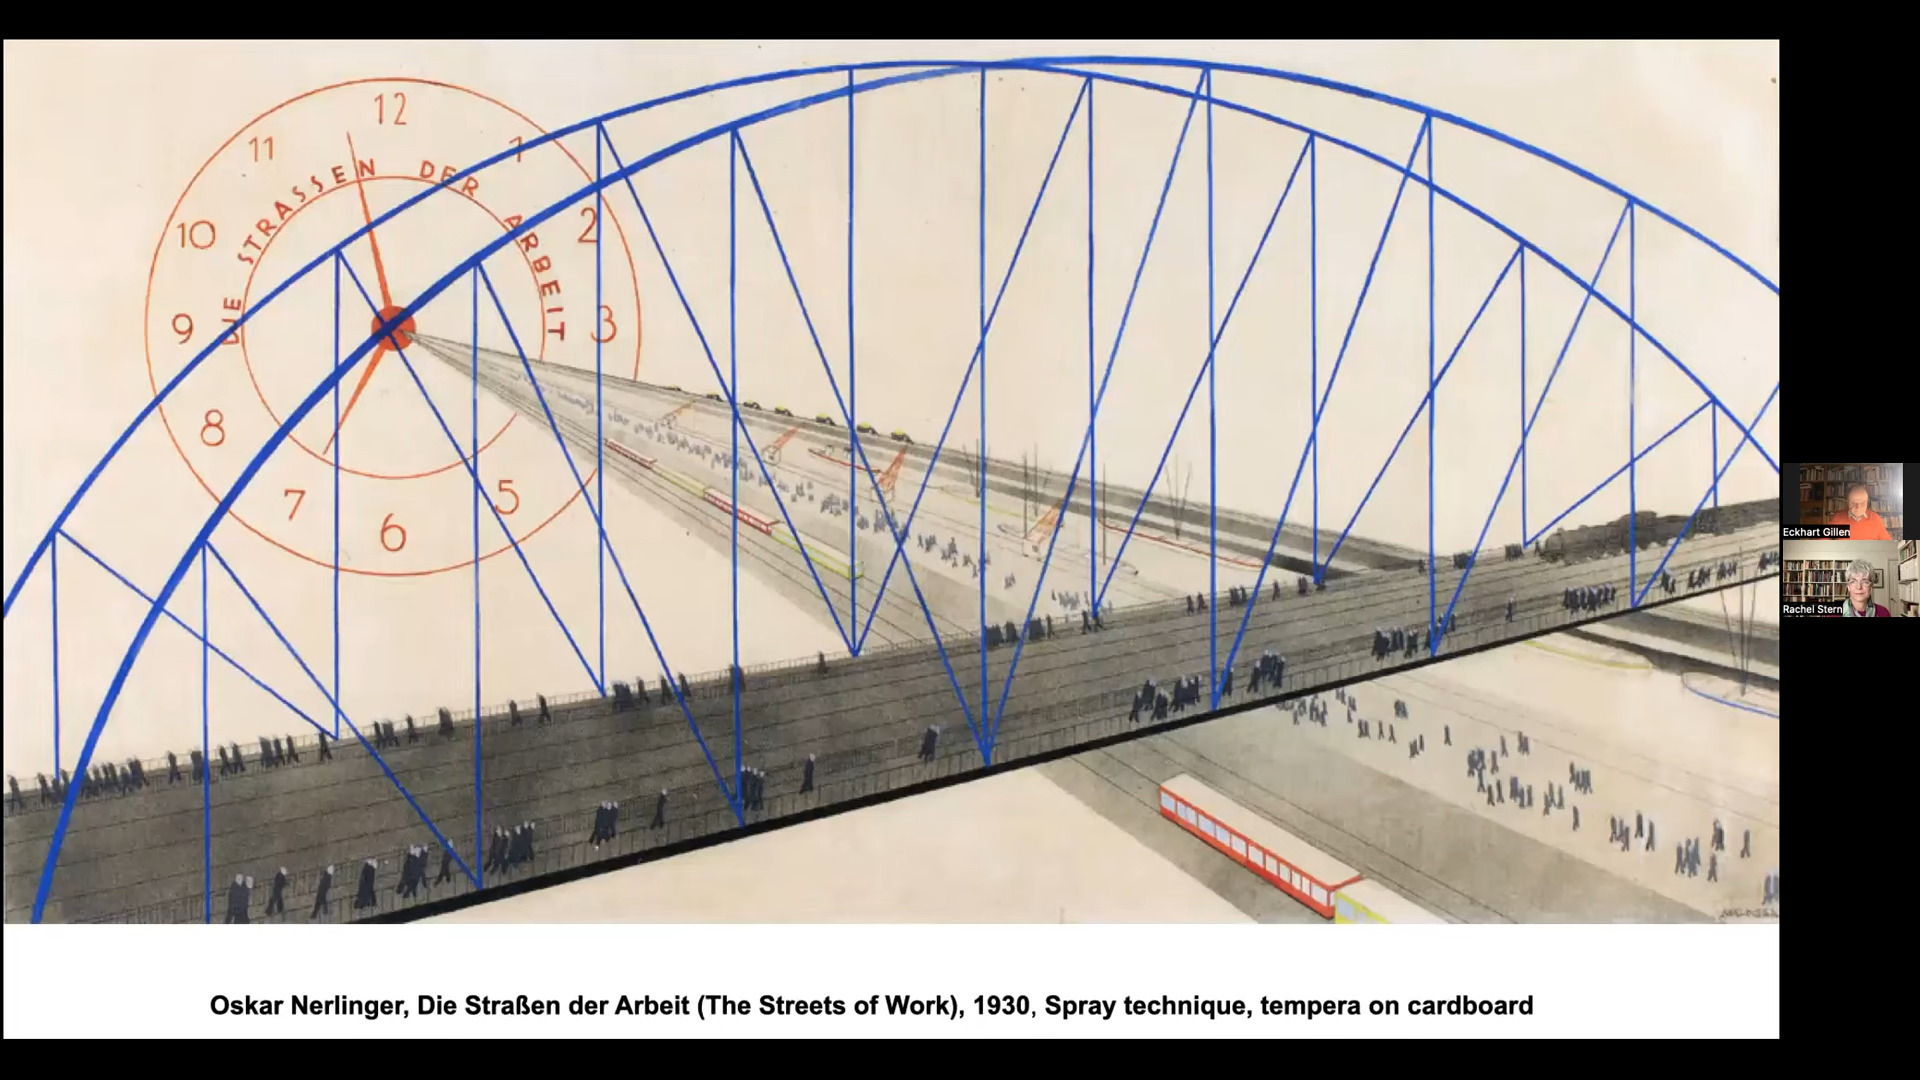 12
11
1
DIE STRASSEN DER ARBEIT
10
2
9
3
8
7
5
6
Eckhart Gillen
Rachel Stern
Oskar Nerlinger, Die Straßen der Arbeit (The Streets of Work), 1930, Spray technique, tempera on cardboard